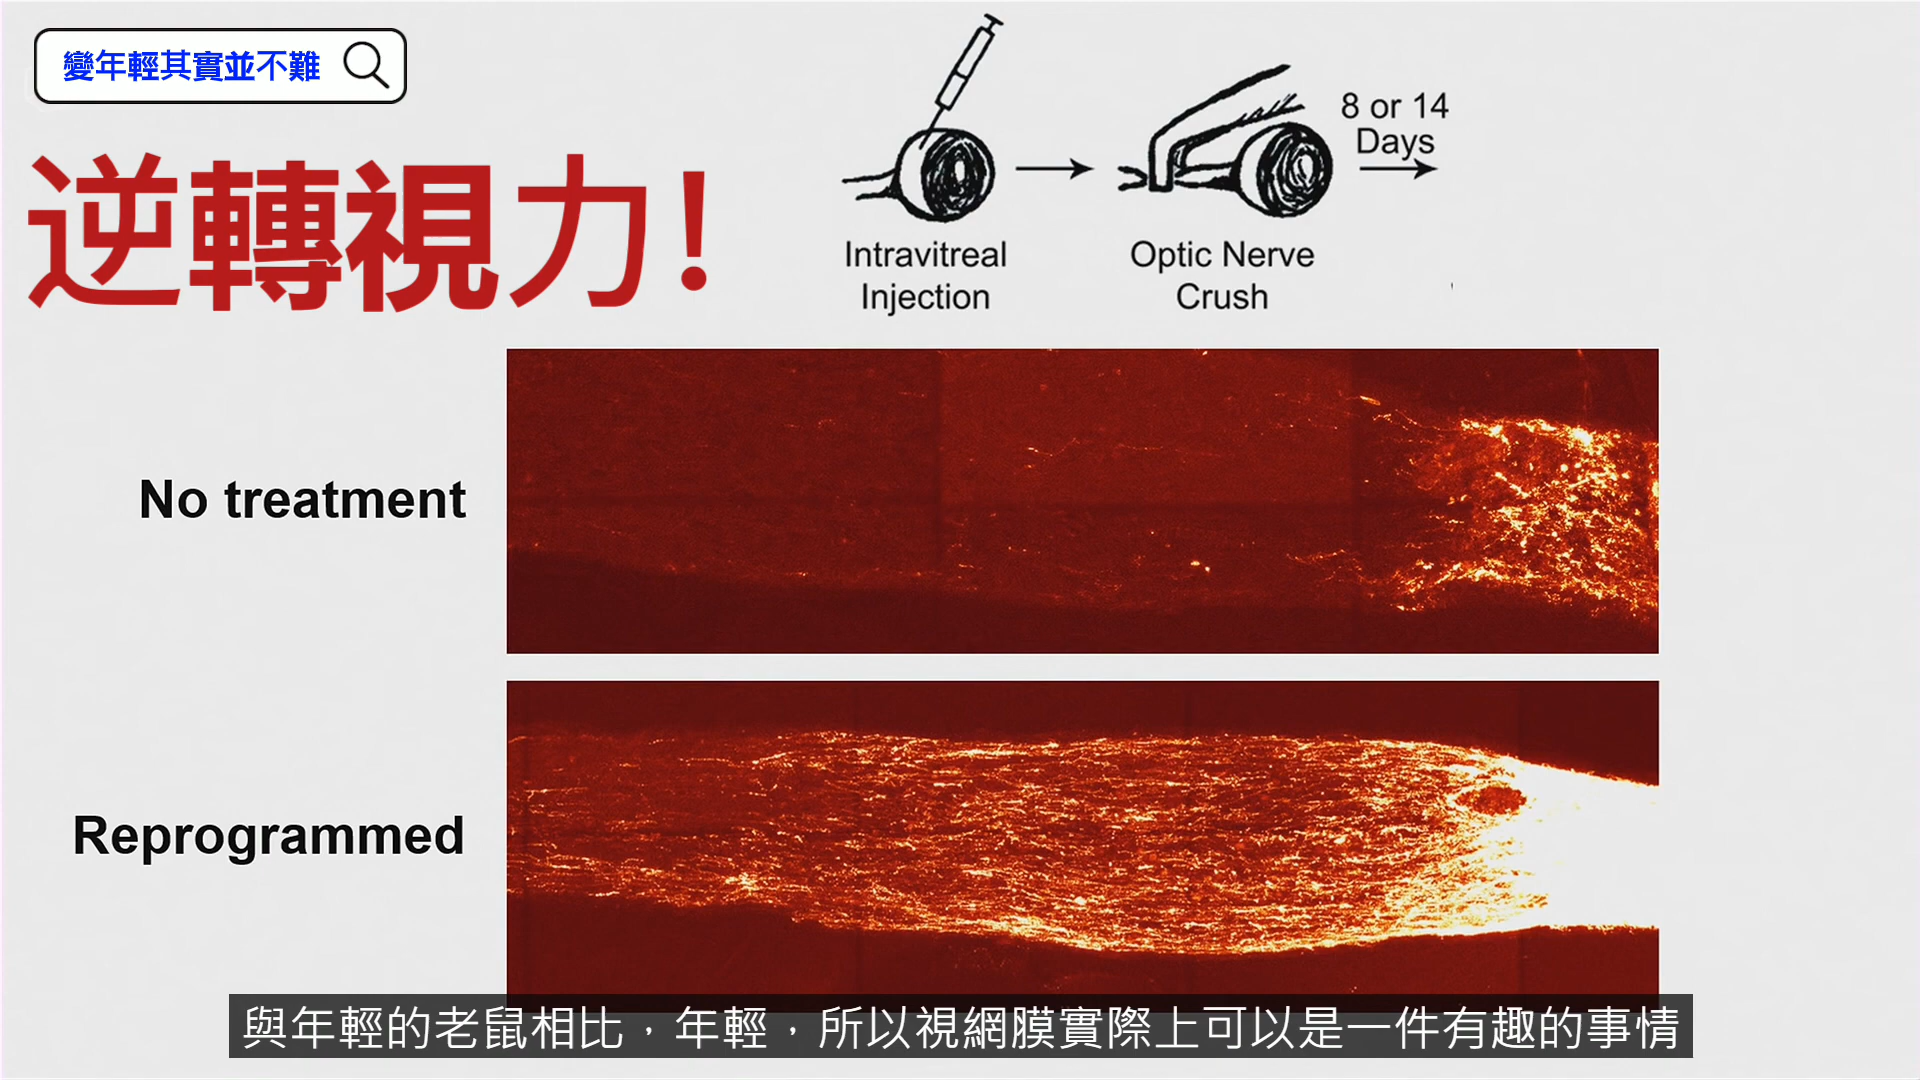 變年輕其實並不難
逆轉視力!
8 or 14
Days
Intravitreal
Injection
Optic Nerve
Crush
No treatment
Reprogrammed
與年輕的老鼠相比，年輕，所以視網膜實際上可以是一件有趣的事情